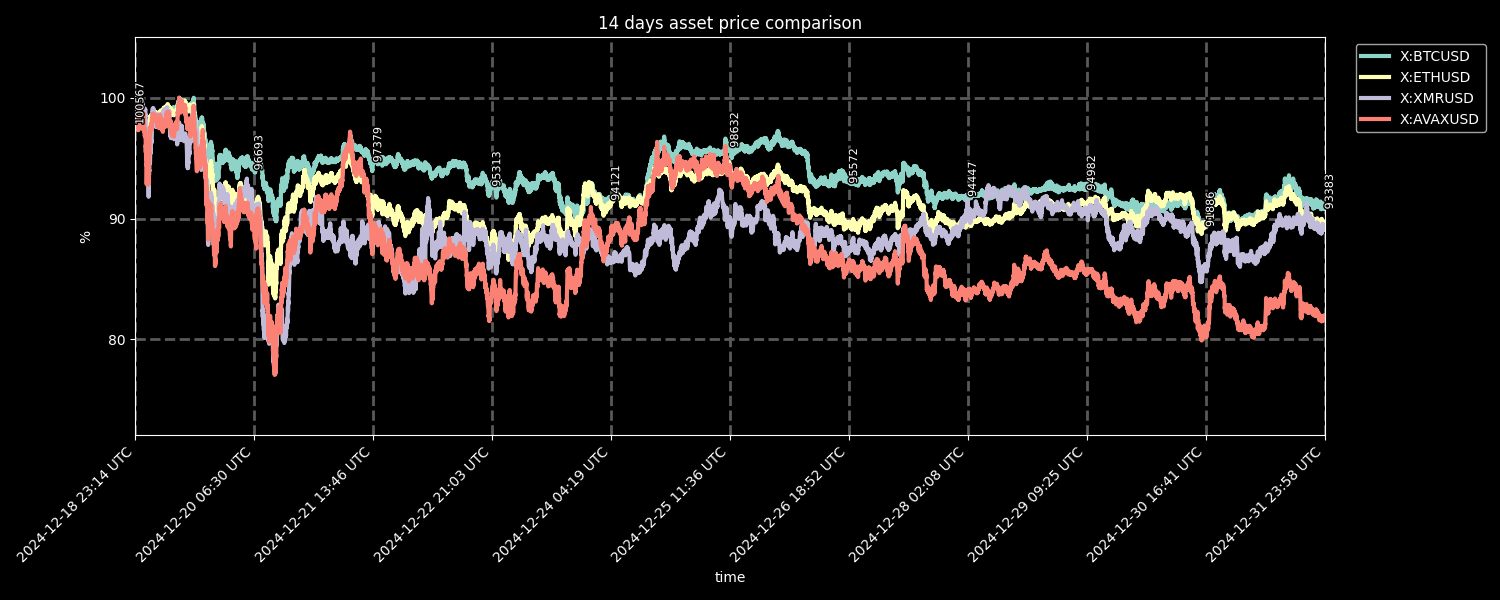 14 days asset price comparison
X:BTCUSD
X:ETHUSD
X:XMRUSD
X:AVAXUSD
100
90
80
%
100567
96693
97379
95313
94121
98632
95572
94447
94982
91886
93383
2024-12-18 23:14 UTC
2024-12-20 06:30 UTC
2024-12-21 13:46 UTC
2024-12-22 21:03 UTC
2024-12-24 04:19 UTC
2024-12-25 11:36 UTC
2024-12-26 18:52 UTC
2024-12-28 02:08 UTC
2024-12-29 09:25 UTC
2024-12-30 16:41 UTC
2024-12-31 23:58 UTC
time